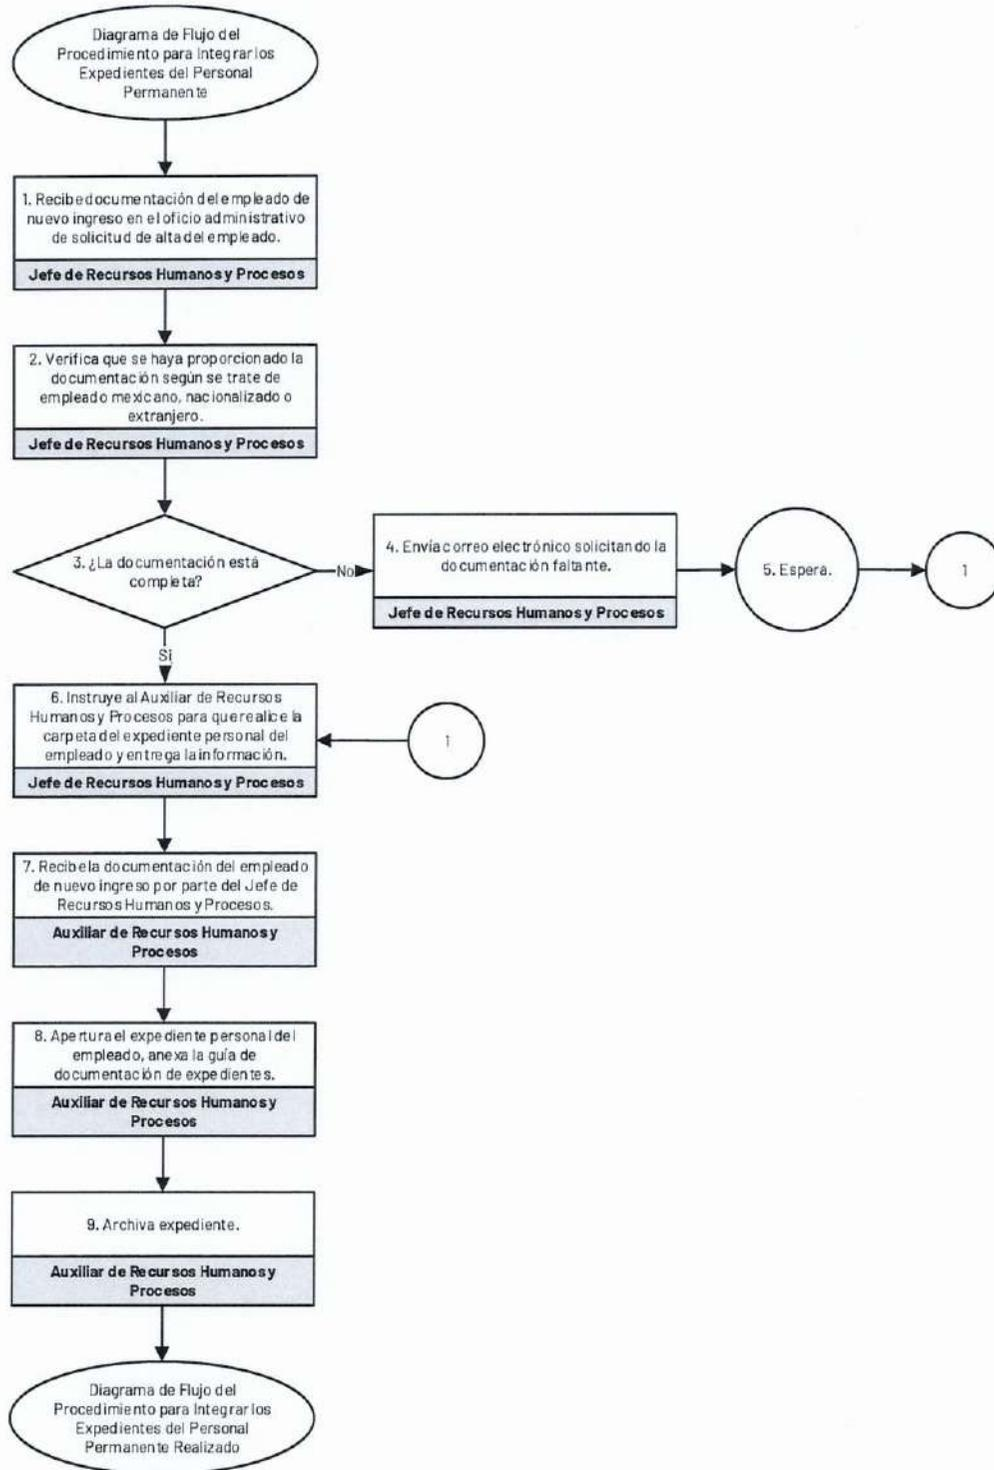 Diagrama de Flujo del
Procedimiento para Integrar los
Expedientes del Personal
Permanente
1. Recibe documentación del empleado de
nuevo ingreso en el oficio administrativo
de solicitud de alta del empleado.
Jefe de Recursos Humanos y Procesos
2. Verifica que se haya proporcionado la
documentación según se trate de
empleado mexicano, nacionalizado o
extranjero.
Jefe de Recursos Humanos y Procesos
3. ¿La documentación está
completa?
No
4. Envía correo electrónico solicitando la
documentación faltante.
Jefe de Recursos Humanos y Procesos
5. Espera.
1
Si
6. Instruye al Auxiliar de Recursos
Humanos y Procesos para que realice la
carpeta del expediente personal del
empleado y entrega la información.
Jefe de Recursos Humanos y Procesos
1
7. Recibe la documentación del empleado
de nuevo ingreso por parte del Jefe de
Recursos Humanos y Procesos.
Auxiliar de Recursos Humanos y
Procesos
8. Apertura el expediente personal del
empleado, anexa la guía de
documentación de expedientes.
Auxiliar de Recursos Humanos y
Procesos
9. Archiva expediente.
Auxiliar de Recursos Humanos y
Procesos
Diagrama de Flujo del
Procedimiento para Integrar los
Expedientes del Personal
Permanente Realizado